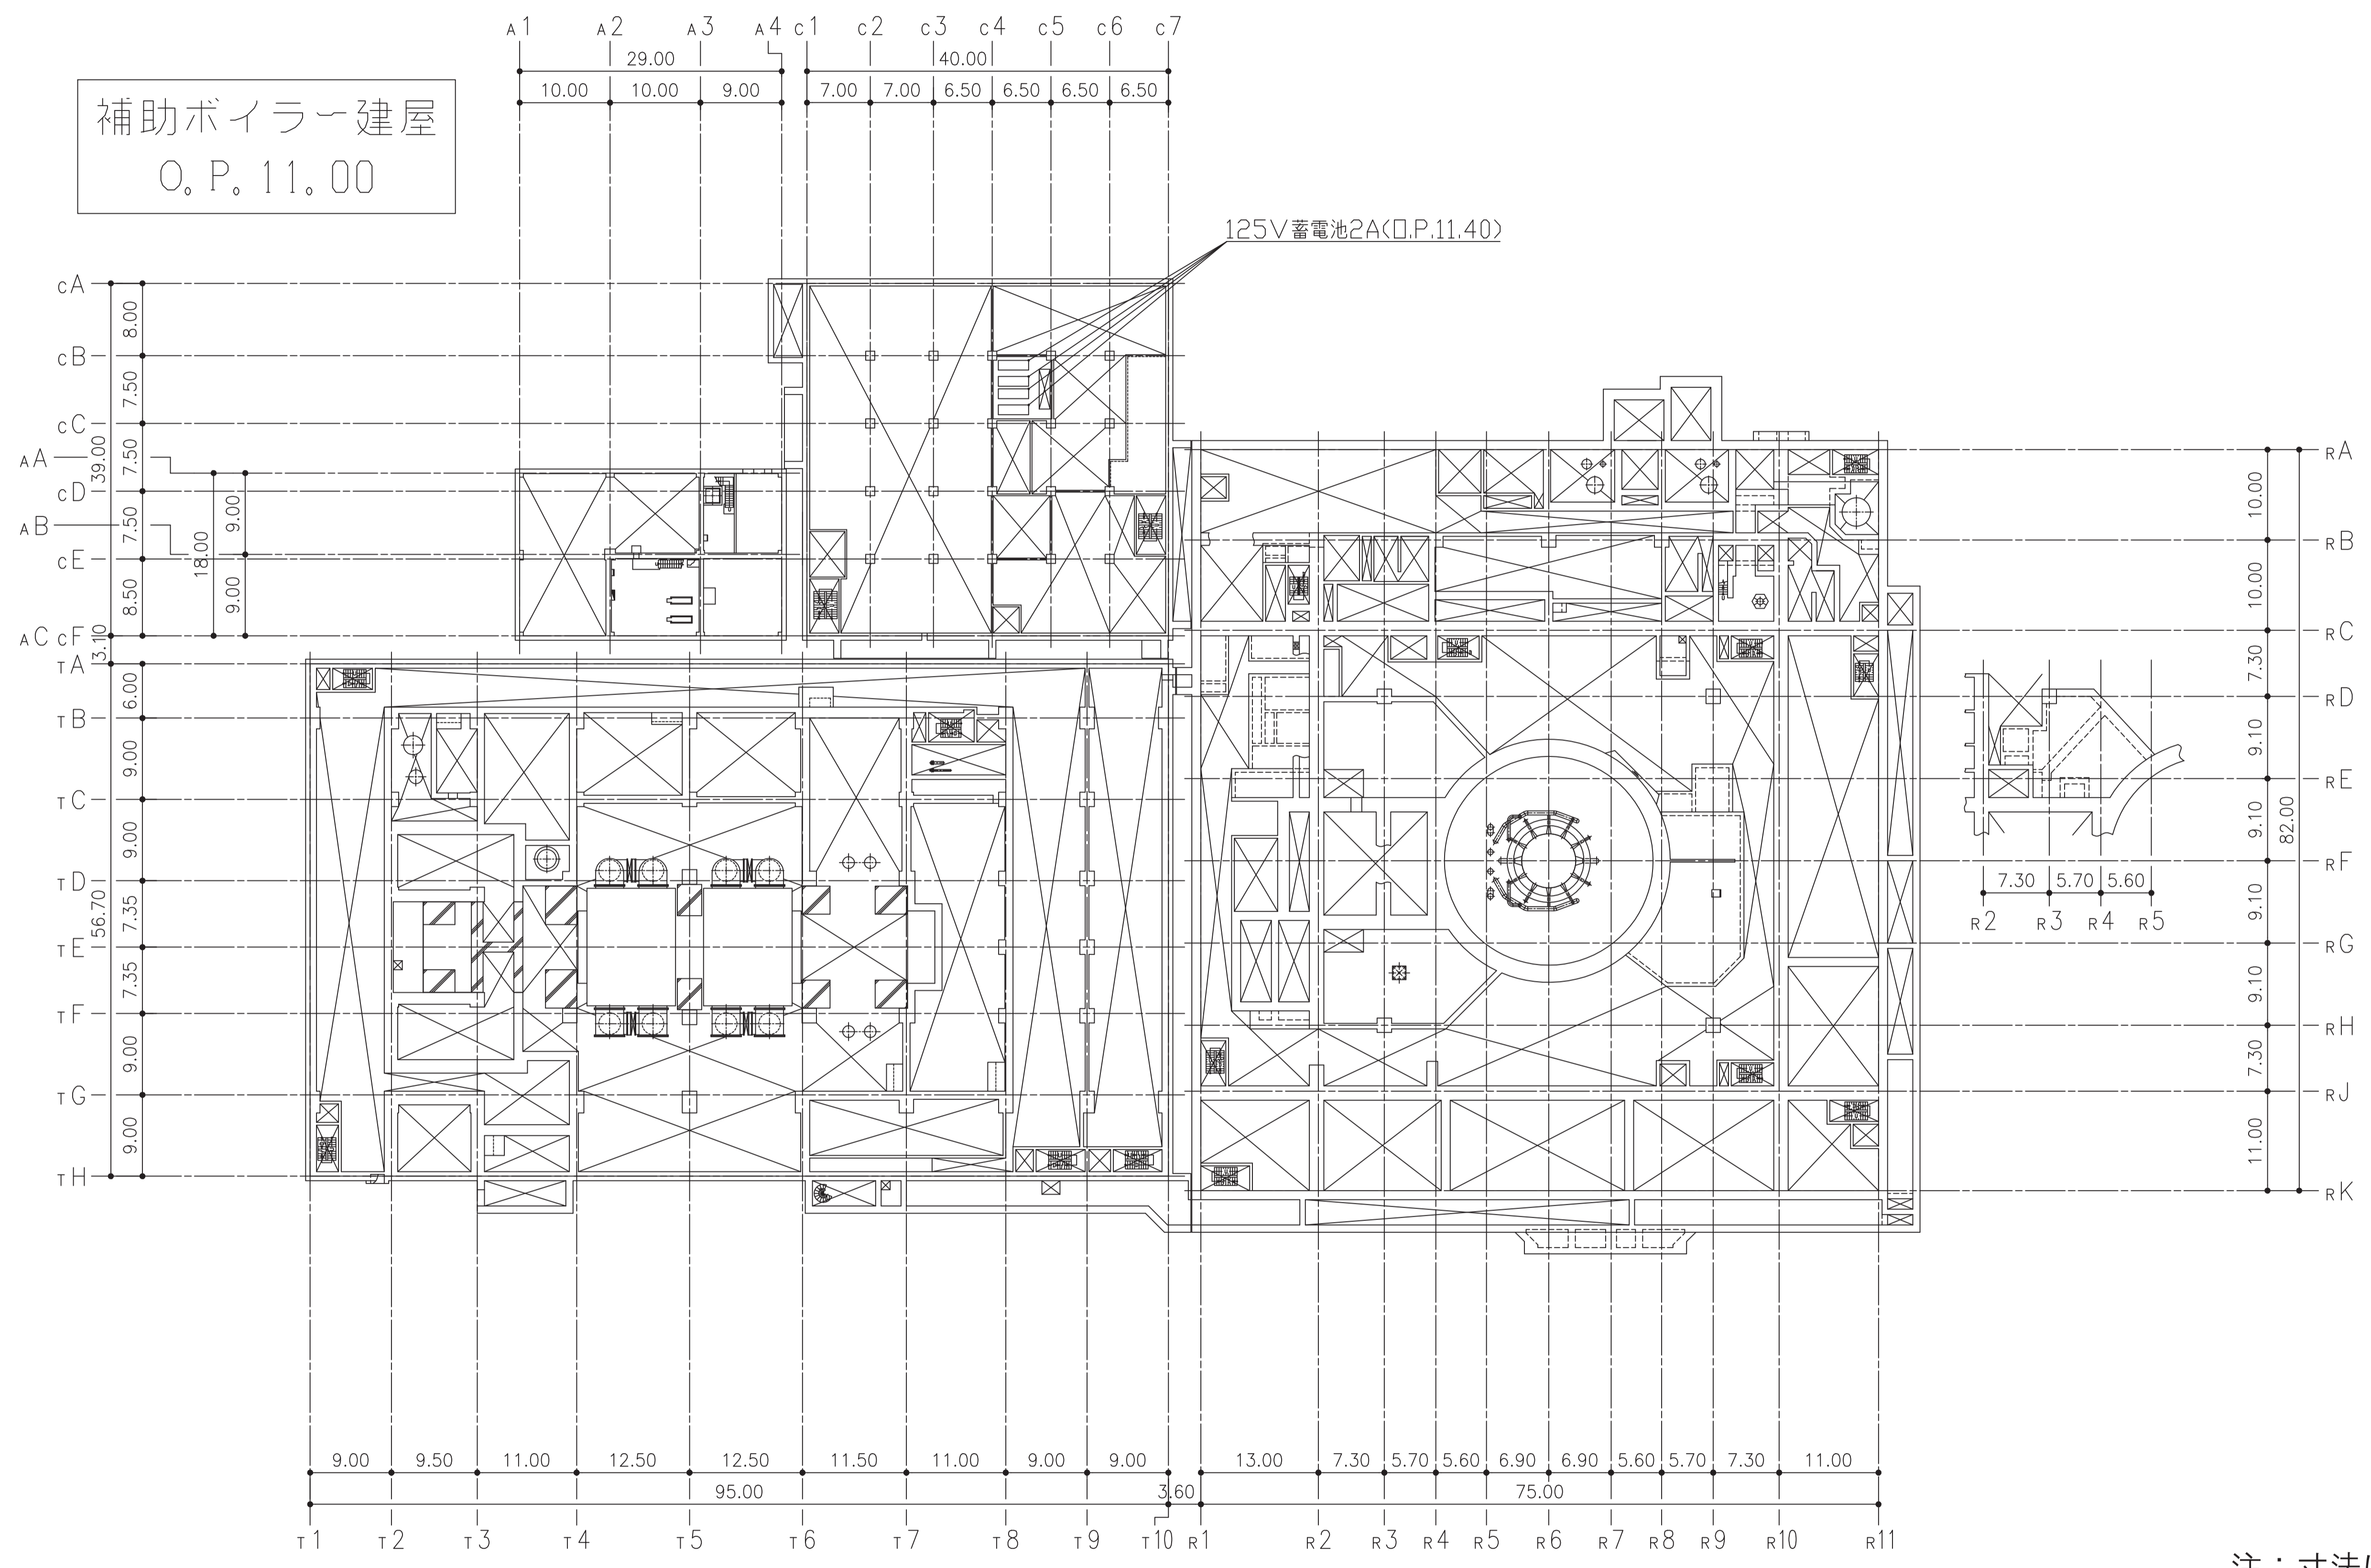 A1 A2 A3 A4 C1 C2 C3 C4 C5 C6 C7
29.00 40.00
10.00 10.00 9.00 7.00 7.00 6.50 6.50 6.50 6.50
補助ボイラー建屋
O.P.11.00
125V蓄電池2A(O.P.11.40)
CA
8.00
CB
7.50
CC
39.00
AA
7.50
CD
9.00
AB
7.50
18.00
CE
9.00
8.50
AC CF
3.10
TA
6.00
TB
9.00
TC
9.00
TD
7.35
56.70
TE
7.35
TF
9.00
TG
9.00
TH
RA
10.00
RB
10.00
RC
7.30
RD
9.10
RE
9.10
82.00
RF
9.10
RG
9.10
RH
7.30
RJ
11.00
RK
7.30 5.70 5.60
R2 R3 R4 R5
9.00 9.50 11.00 12.50 12.50 11.50 11.00 9.00 9.00 13.00 7.30 5.70 5.60 6.90 6.90 5.60 5.70 7.30 11.00
95.00 3.60 75.00
T1 T2 T3 T4 T5 T6 T7 T8 T9 T10 R1 R2 R3 R4 R5 R6 R7 R8 R9 R10 R11
注：寸法